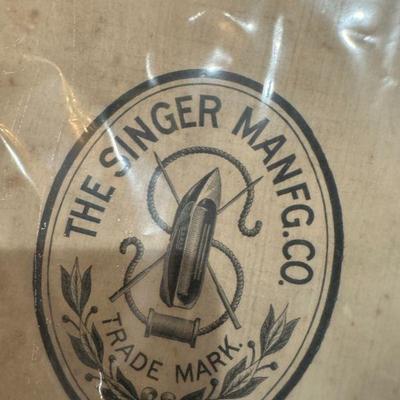 THE SINGER MANFG.CO.
TRADE MARK.